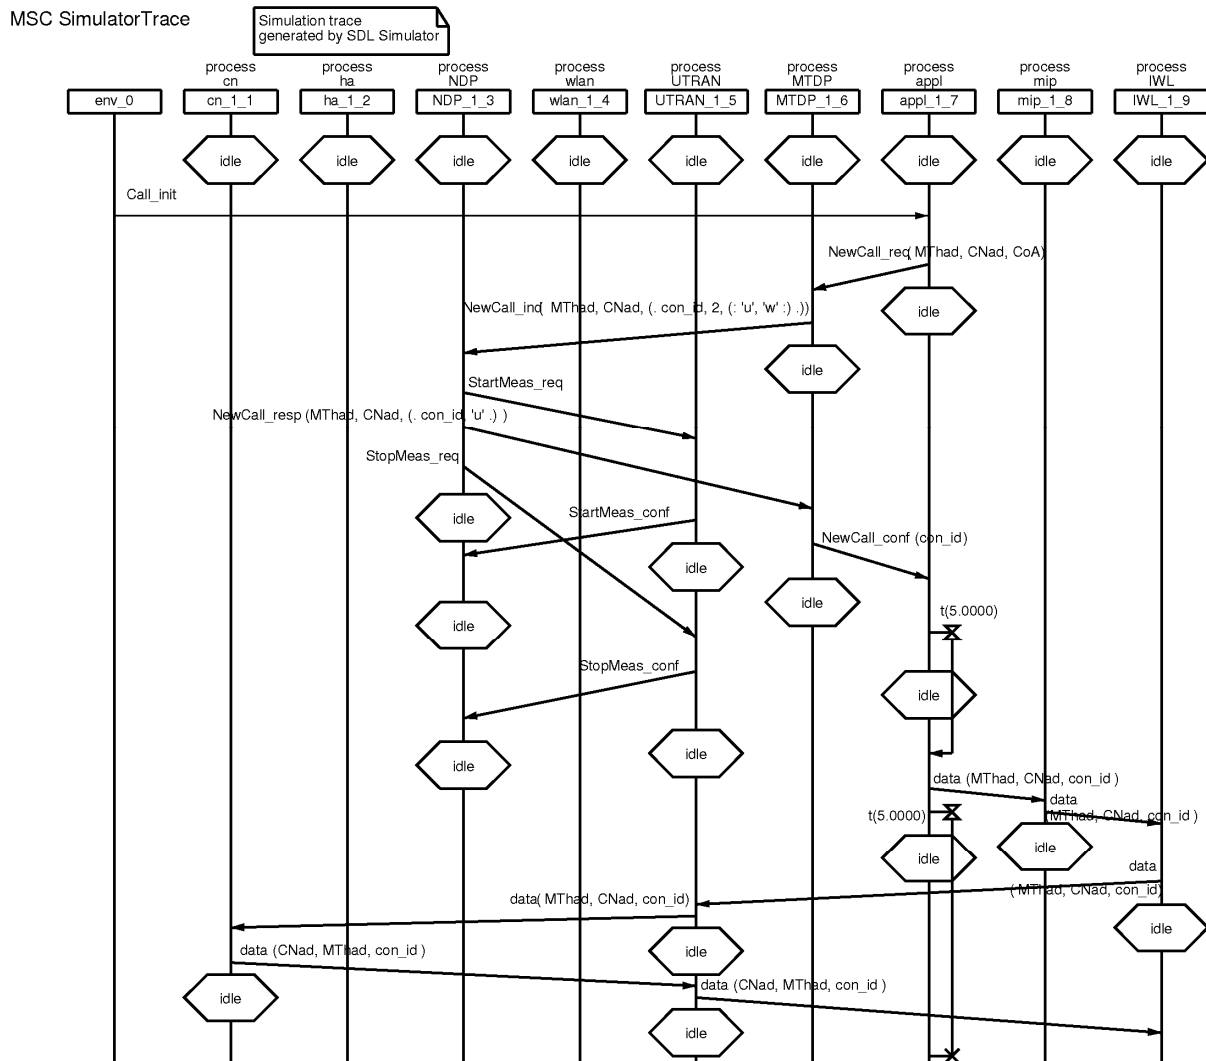 MSC SimulatorTrace
Simulation trace
generated by SDL Simulator
process process process process process process process process process
cn ha NDP wlan UTRAN MTDP appl mip IWL
env_0 cn_1_1 ha_1_2 NDP_1_3 wlan_1_4 UTRAN_1_5 MTDP_1_6 appl_1_7 mip_1_8 IWL_1_9
idle idle idle idle idle idle idle idle idle
Call_init
NewCall_req( MThad, CNad, CoA)
NewCall_ind( MThad, CNad, (. con_id, 2, (: 'u', 'w' :) .))
idle
idle
StartMeas_req
NewCall_resp (MThad, CNad, (. con_id, 'u' .) )
StopMeas_req
idle
StartMeas_conf
NewCall_conf (con_id)
idle
idle
t(5.0000)
idle
StopMeas_conf
idle
idle
idle
data (MThad, CNad, con_id )
data
(MThad, CNad, con_id )
t(5.0000)
idle
idle
data
( MThad, CNad, con_id)
data( MThad, CNad, con_id)
idle
data (CNad, MThad, con_id )
idle
data (CNad, MThad, con_id )
idle
idle